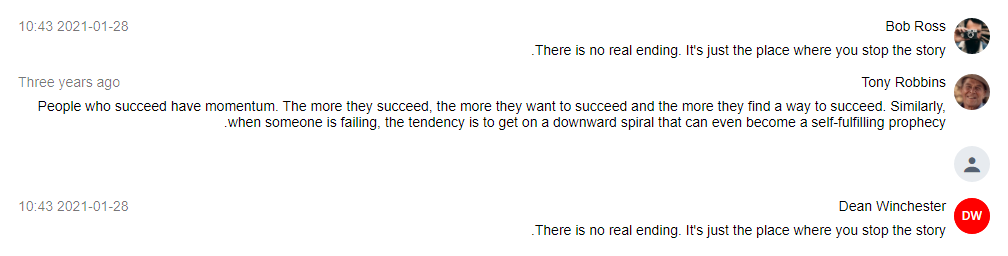 Bob Ross
10:43 2021-01-28
.There is no real ending. It's just the place where you stop the story
Tony Robbins
Three years ago
People who succeed have momentum. The more they succeed, the more they want to succeed and the more they find a way to succeed. Similarly,
.when someone is failing, the tendency is to get on a downward spiral that can even become a self-fulfilling prophecy
DW
Dean Winchester
10:43 2021-01-28
.There is no real ending. It's just the place where you stop the story